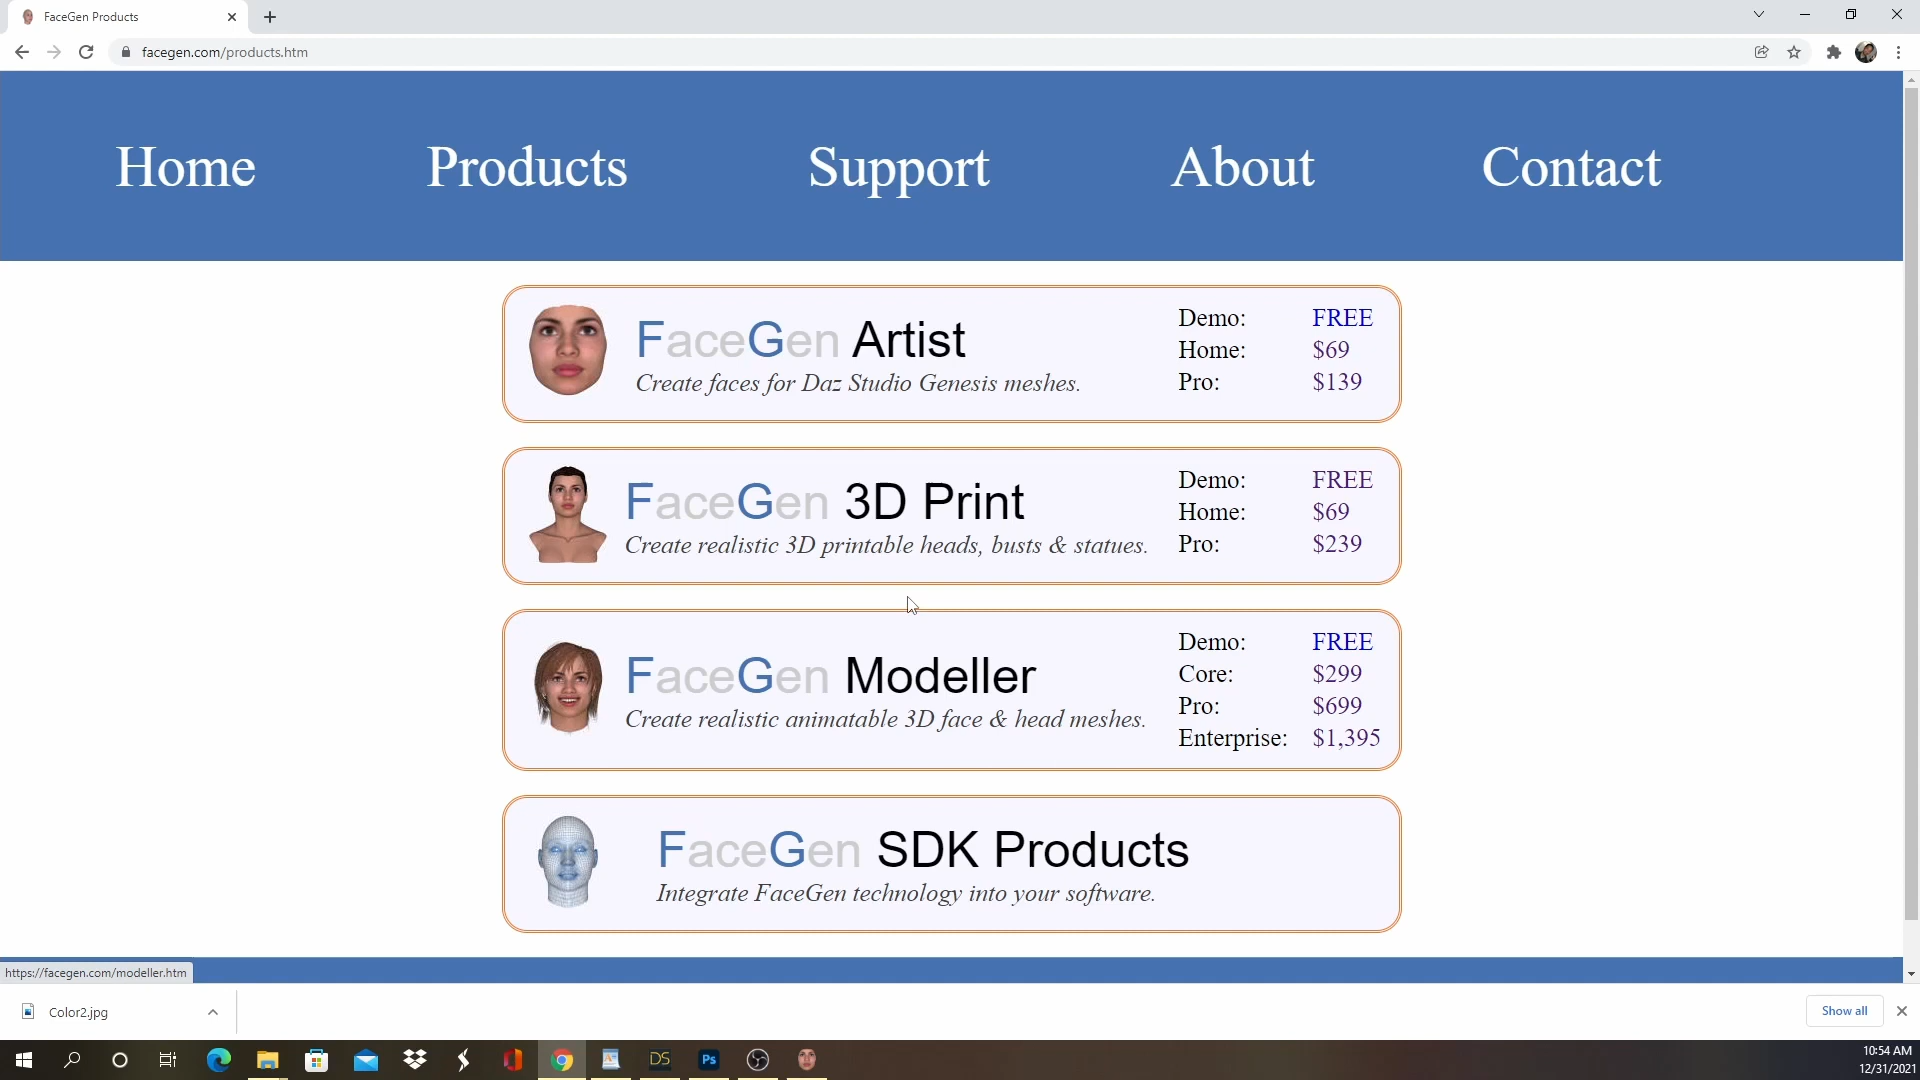 FaceGen Products
facegen.com/products.htm
Home Products Support About Contact
FaceGen Artist
Create faces for Daz Studio Genesis meshes.
Demo: FREE
Home: $69
Pro: $139
FaceGen 3D Print
Create realistic 3D printable heads, busts & statues.
Demo: FREE
Home: $69
Pro: $239
FaceGen Modeller
Create realistic animatable 3D face & head meshes.
Demo: FREE
Core: $299
Pro: $699
Enterprise: $1,395
FaceGen SDK Products
Integrate FaceGen technology into your software.
https://facegen.com/modeller.htm
Color2.jpg
Show all
DS
Ps
10:54 AM
12/31/2021